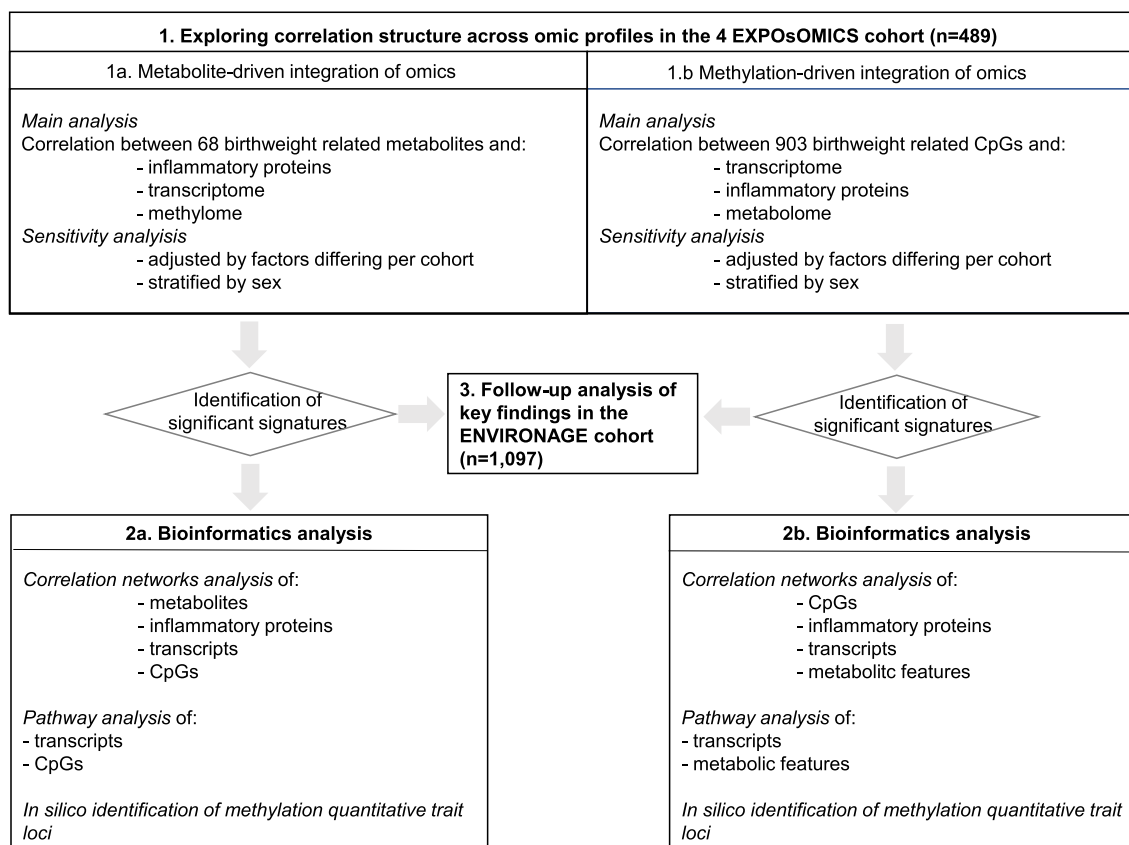 1. Exploring correlation structure across omic profiles in the 4 EXPOsOMICS cohort (n=489)
1a. Metabolite-driven integration of omics
Main analysis
Correlation between 68 birthweight related metabolites and:
- inflammatory proteins
- transcriptome
- methylome
Sensitivity analyisis
- adjusted by factors differing per cohort
- stratified by sex
1.b Methylation-driven integration of omics
Main analysis
Correlation between 903 birthweight related CpGs and:
- transcriptome
- inflammatory proteins
- metabolome
Sensitivity analyisis
- adjusted by factors differing per cohort
- stratified by sex
Identification of
significant signatures
3. Follow-up analysis of
key findings in the
ENVIRONAGE cohort
(n=1,097)
Identification of
significant signatures
2a. Bioinformatics analysis
Correlation networks analysis of:
- metabolites
- inflammatory proteins
- transcripts
- CpGs
Pathway analysis of:
- transcripts
- CpGs
In silico identification of methylation quantitative trait
loci
2b. Bioinformatics analysis
Correlation networks analysis of:
- CpGs
- inflammatory proteins
- transcripts
- metabolitc features
Pathway analysis of:
- transcripts
- metabolic features
In silico identification of methylation quantitative trait
loci